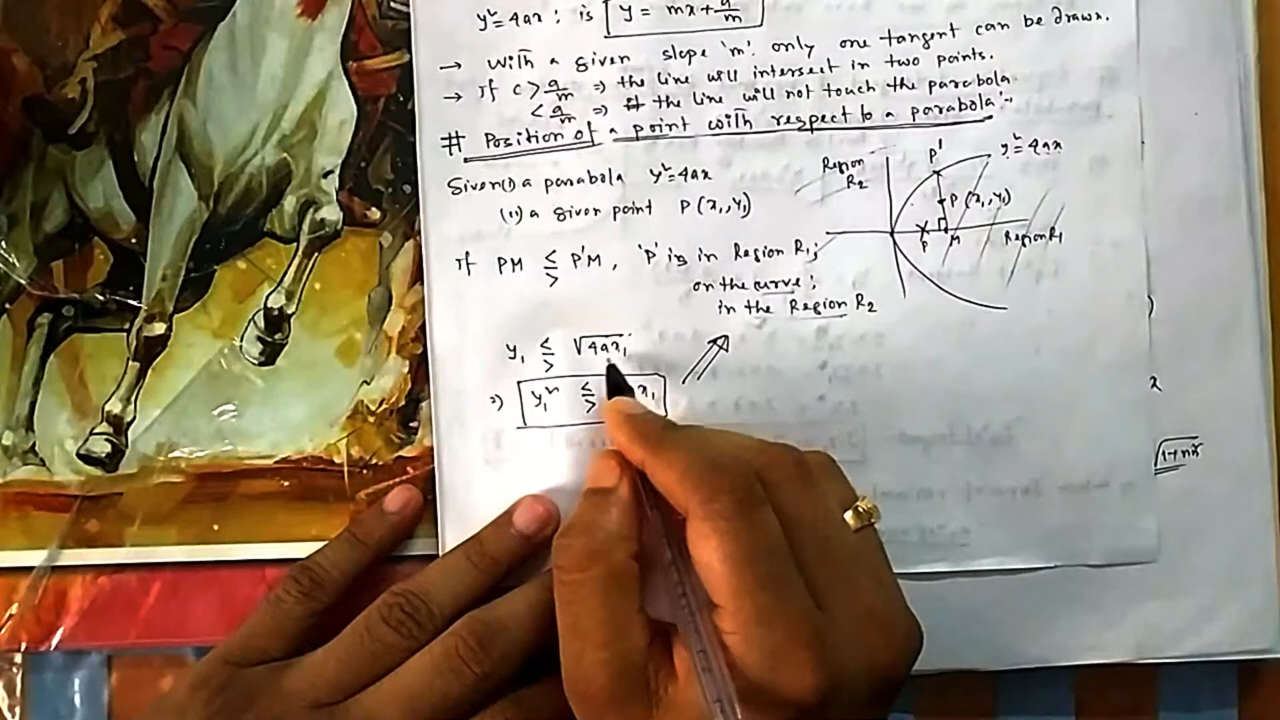 y² = 4ax ; is y = mx + a/m
→ With a given slope 'm' only one tangent can be drawn.
→ If c > a/m ⇒ the line will intersect in two points.
< a/m ⇒ the line will not touch the parabola.
# Position of a point with respect to a parabola :-
Given (i) a parabola y² = 4ax
(ii) a given point P (x₁, y₁)
If PM ⋚ P'M , 'P' is in Region R₁ ;
on the curve ;
in the Region R₂
y₁ ⋚ √4ax₁
⇒) y₁² ⋚ x₁
Region
R₂
P'
y² = 4ax
P (x₁, y₁)
P
M
Region R₁
)
x